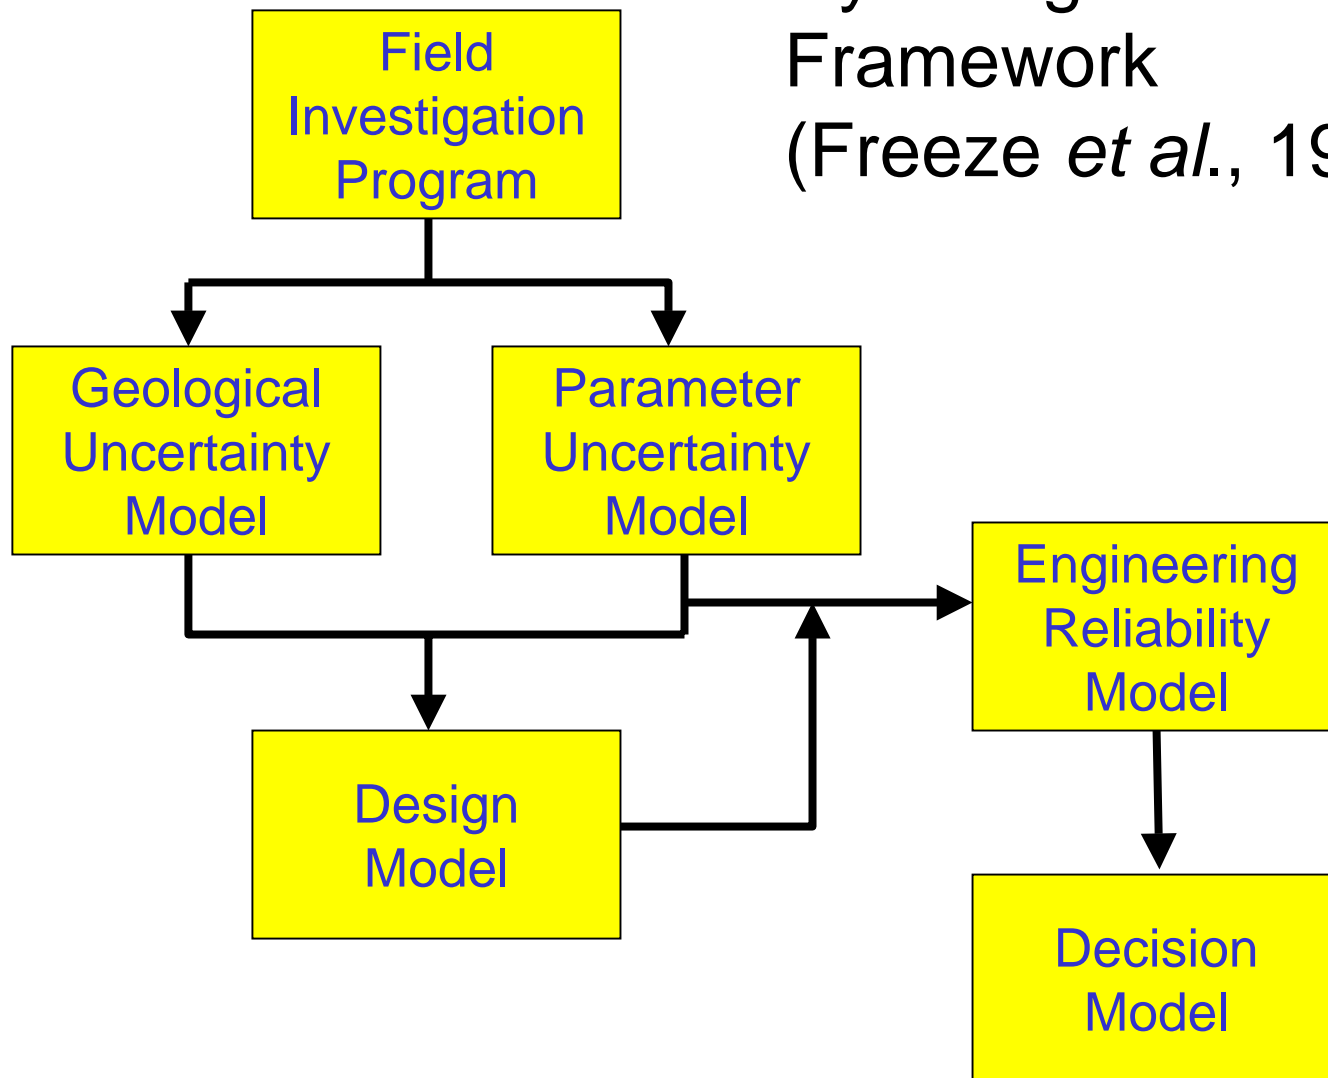 Framework
(Freeze et al., 19
Field
Investigation
Program
Geological
Uncertainty
Model
Parameter
Uncertainty
Model
Engineering
Reliability
Model
Design
Model
Decision
Model